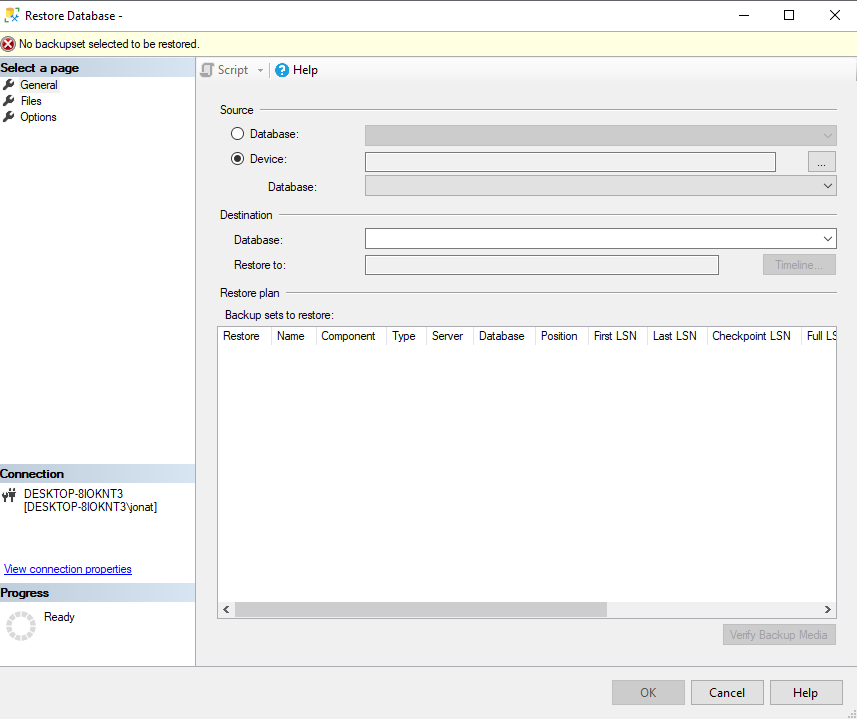 Restore Database -
No backupset selected to be restored.
Select a page
General
Files
Options
Script
Help
Source
Database:
Device:
...
Database:
Destination
Database:
Restore to:
Timeline...
Restore plan
Backup sets to restore:
Restore Name Component Type Server Database Position First LSN Last LSN Checkpoint LSN Full LS
Connection
DESKTOP-8IOKNT3
[DESKTOP-8IOKNT3\jonat]
View connection properties
Progress
Ready
Verify Backup Media
OK Cancel Help